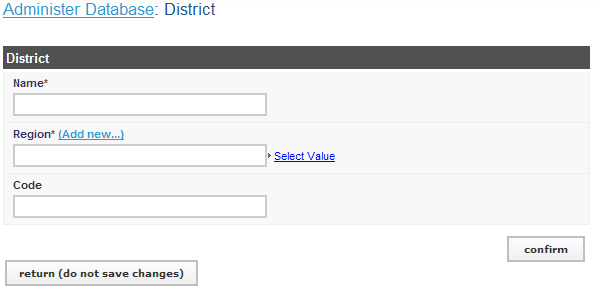 Administer Database: District
District
Name*
Region* (Add new...)
Select Value
Code
confirm
return (do not save changes)